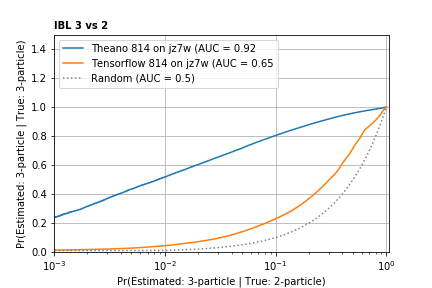 IBL 3 vs 2
Pr(Estimated: 3-particle | True: 3-particle)
1.4
1.2
1.0
0.8
0.6
0.4
0.2
0.0
Theano 814 on jz7w (AUC = 0.92
Tensorflow 814 on jz7w (AUC = 0.65
Random (AUC = 0.5)
10⁻³
10⁻²
10⁻¹
10⁰
Pr(Estimated: 3-particle | True: 2-particle)